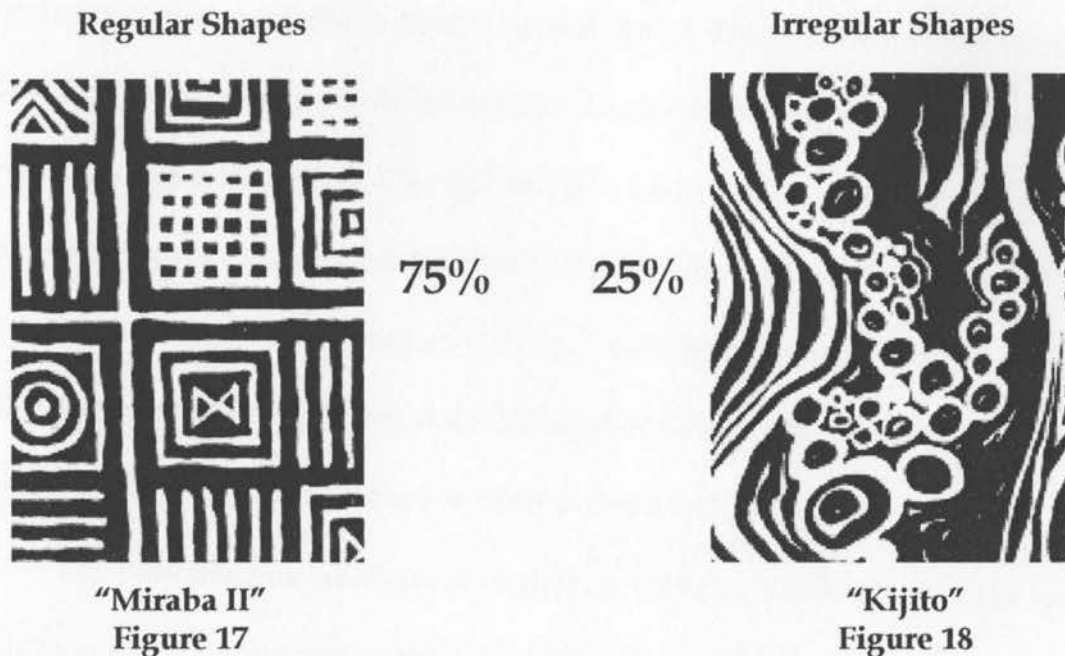 Regular Shapes
Irregular Shapes
75%
25%
"Miraba II"
Figure 17
"Kijito"
Figure 18